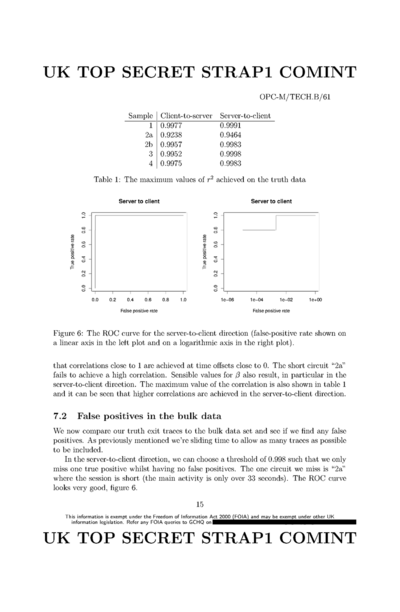 UK TOP SECRET STRAP1 COMINT
OPC-M/TECH.B/61
Sample Client-to-server Server-to-client
1 0.9977 0.9991
2a 0.9238 0.9464
2b 0.9957 0.9983
3 0.9952 0.9998
4 0.9975 0.9983
Table 1: The maximum values of r² achieved on the truth data
Server to client
True positive rate
0.0 0.2 0.4 0.6 0.8 1.0
0.0 0.2 0.4 0.6 0.8 1.0
False positive rate
Server to client
True positive rate
0.0 0.2 0.4 0.6 0.8 1.0
1e-06 1e-04 1e-02 1e+00
False positive rate
Figure 6: The ROC curve for the server-to-client direction (false-positive rate shown on
a linear axis in the left plot and on a logarithmic axis in the right plot).
that correlations close to 1 are achieved at time offsets close to 0. The short circuit "2a"
fails to achieve a high correlation. Sensible values for β also result, in particular in the
server-to-client direction. The maximum value of the correlation is also shown in table 1
and it can be seen that higher correlations are achieved in the server-to-client direction.
7.2 False positives in the bulk data
We now compare our truth exit traces to the bulk data set and see if we find any false
positives. As previously mentioned we're sliding time to allow as many traces as possible
to be included.
In the server-to-client direction, we can choose a threshold of 0.998 such that we only
miss one true positive whilst having no false positives. The one circuit we miss is "2a"
where the session is short (the main activity is only over 33 seconds). The ROC curve
looks very good, figure 6.
15
This information is exempt under the Freedom of Information Act 2000 (FOIA) and may be exempt under other UK
information legislation. Refer any FOIA queries to GCHQ on
UK TOP SECRET STRAP1 COMINT